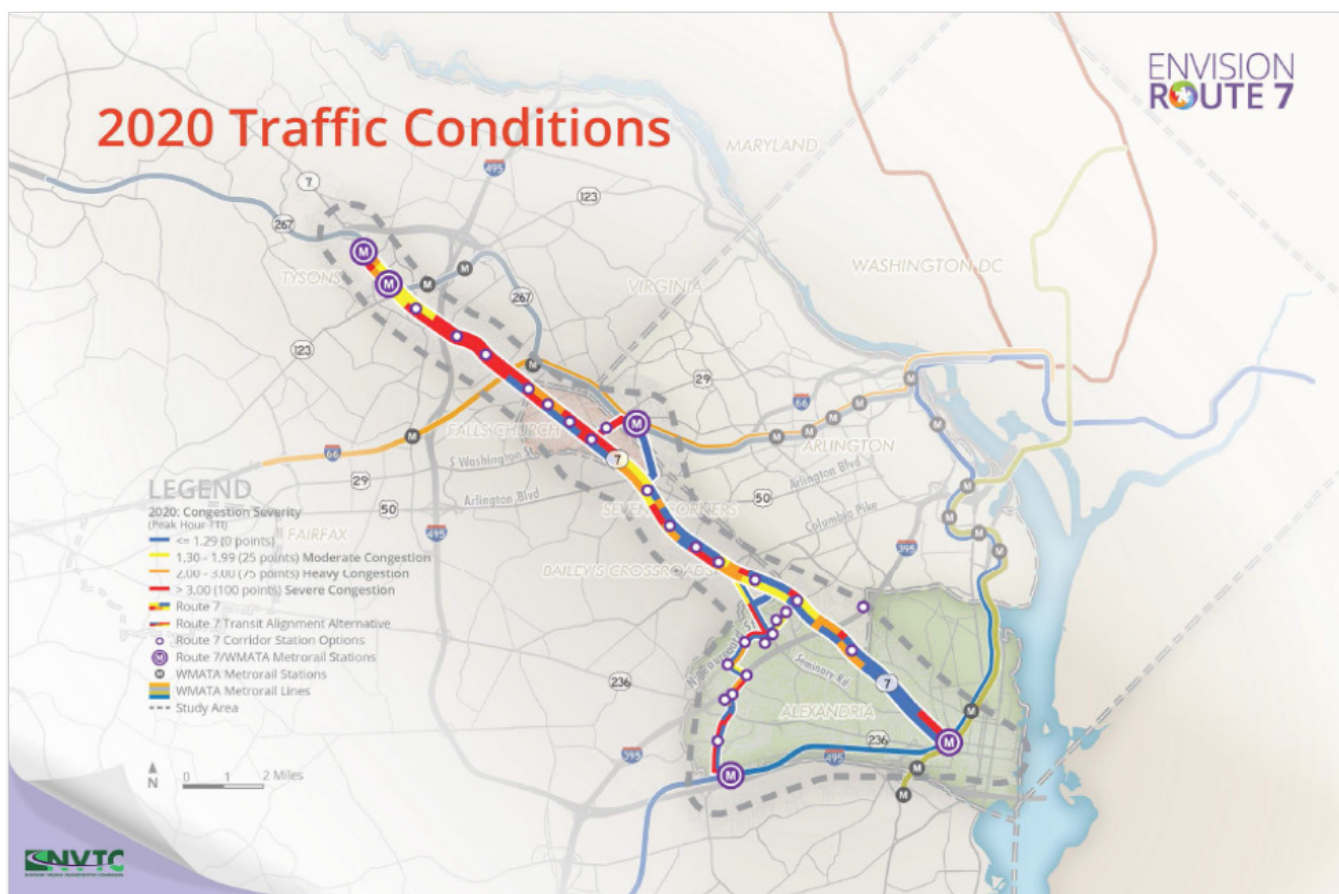 ENVISION
ROUTE 7
2020 Traffic Conditions
MARYLAND
495
7
123
267
WASHINGTON DC
TYSONS
VIRGINIA
267
123
29
66
FALLS CHURCH
ARLINGTON
66
S Washington St
7
29
Arlington Blvd
Arlington Blvd
50
50
SEVEN CORNERS
Columbia Pike
FAIRFAX
495
395
BAILEY'S CROSSROADS
N Beauregard St
Seminary Rd
236
7
ALEXANDRIA
236
395
495
M
LEGEND
2020: Congestion Severity
(Peak Hour TTI)
<= 1.29 (0 points)
1.30 - 1.99 (25 points) Moderate Congestion
2.00 - 3.00 (75 points) Heavy Congestion
> 3.00 (100 points) Severe Congestion
Route 7
Route 7 Transit Alignment Alternative
Route 7 Corridor Station Options
M Route 7/WMATA Metrorail Stations
M WMATA Metrorail Stations
WMATA Metrorail Lines
Study Area
N
0 1 2 Miles
NVTC